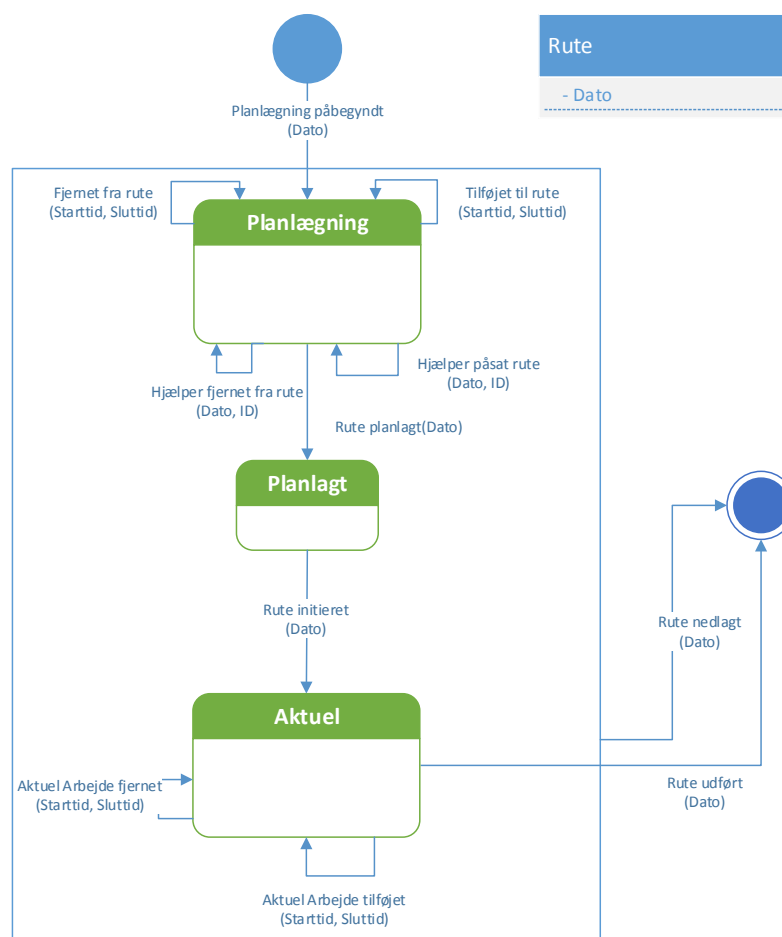 Rute
- Dato
Planlægning påbegyndt
(Dato)
Fjernet fra rute
(Starttid, Sluttid)
Tilføjet til rute
(Starttid, Sluttid)
Planlægning
Hjælper påsat rute
(Dato, ID)
Hjælper fjernet fra rute
(Dato, ID)
Rute planlagt(Dato)
Planlagt
Rute initieret
(Dato)
Rute nedlagt
(Dato)
Aktuel
Aktuel Arbejde fjernet
(Starttid, Sluttid)
Rute udført
(Dato)
Aktuel Arbejde tilføjet
(Starttid, Sluttid)